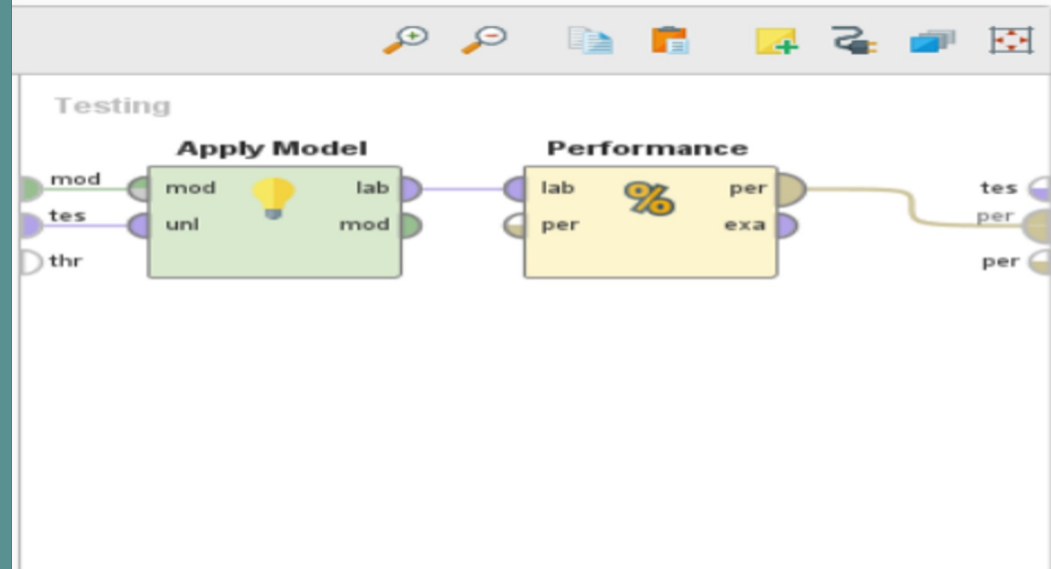 Testing
Apply Model Performance
mod mod lab lab per tes
tes unl mod per exa per
thr per